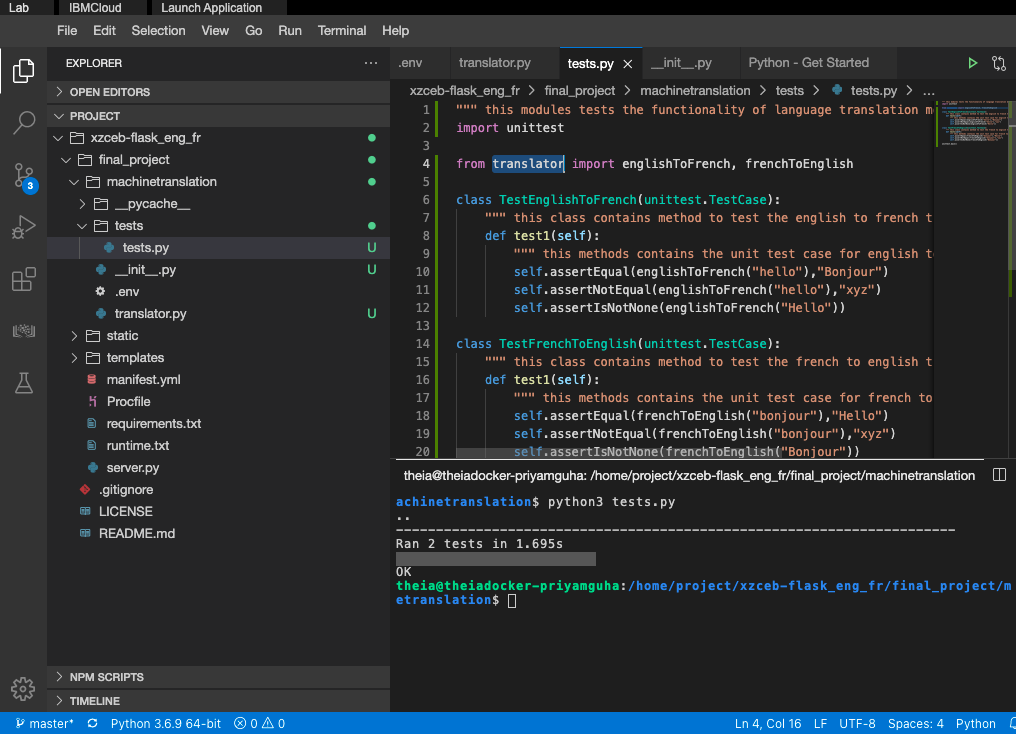 Lab IBMCloud Launch Application
File Edit Selection View Go Run Terminal Help
EXPLORER ...
OPEN EDITORS
PROJECT
xzceb-flask_eng_fr
final_project
machinetranslation
__pycache__
tests
tests.py U
__init__.py U
.env
translator.py U
static
templates
manifest.yml
Procfile
requirements.txt
runtime.txt
server.py
.gitignore
LICENSE
README.md
NPM SCRIPTS
TIMELINE
3
.env translator.py tests.py __init__.py Python - Get Started
xzceb-flask_eng_fr > final_project > machinetranslation > tests > tests.py > ...
1 """ this modules tests the functionality of language translation m
2 import unittest
3
4 from translator import englishToFrench, frenchToEnglish
5
6 class TestEnglishToFrench(unittest.TestCase):
7 """ this class contains method to test the english to french t
8 def test1(self):
9 """ this methods contains the unit test case for english t
10 self.assertEqual(englishToFrench("hello"),"Bonjour")
11 self.assertNotEqual(englishToFrench("hello"),"xyz")
12 self.assertIsNotNone(englishToFrench("Hello"))
13
14 class TestFrenchToEnglish(unittest.TestCase):
15 """ this class contains method to test the french to english t
16 def test1(self):
17 """ this methods contains the unit test case for french to
18 self.assertEqual(frenchToEnglish("bonjour"),"Hello")
19 self.assertNotEqual(frenchToEnglish("bonjour"),"xyz")
20 self.assertIsNotNone(frenchToEnglish("Bonjour"))
theia@theiadocker-priyamguha: /home/project/xzceb-flask_eng_fr/final_project/machinetranslation
achinetranslation$ python3 tests.py
..
----------------------------------------------------------------------
Ran 2 tests in 1.695s
OK
theia@theiadocker-priyamguha:/home/project/xzceb-flask_eng_fr/final_project/m
etranslation$
master* Python 3.6.9 64-bit 0 0 Ln 4, Col 16 LF UTF-8 Spaces: 4 Python